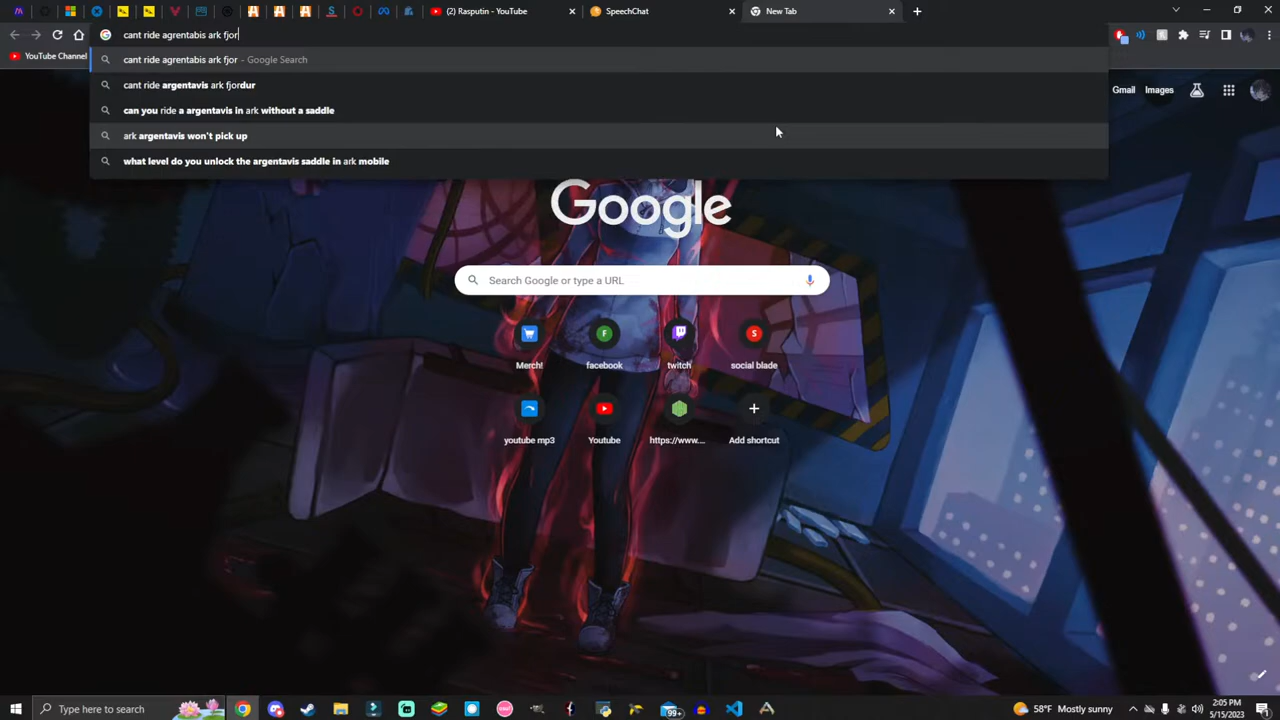 (2) Rasputin - YouTube
SpeechChat
New Tab
cant ride agrentabis ark fjor
YouTube Channel
cant ride agrentabis ark fjor - Google Search
cant ride argentavis ark fjordur
can you ride a argentavis in ark without a saddle
ark argentavis won't pick up
what level do you unlock the argentavis saddle in ark mobile
Gmail Images
Google
Search Google or type a URL
Merch! facebook twitch social blade
youtube mp3 Youtube https://www.... Add shortcut
Type here to search
99+
58°F Mostly sunny
2:05 PM
5/15/2023